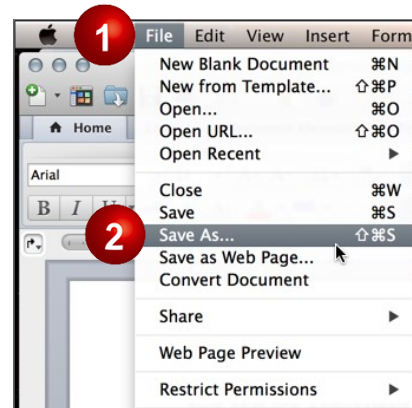 1
File Edit View Insert Form
New Blank Document ⌘N
New from Template... ⇧⌘P
Open... ⌘O
Home
Open URL... ⇧⌘O
Open Recent
Arial
Close ⌘W
B I U
Save ⌘S
2
Save As... ⇧⌘S
Save as Web Page...
Convert Document
Share
Web Page Preview
Restrict Permissions